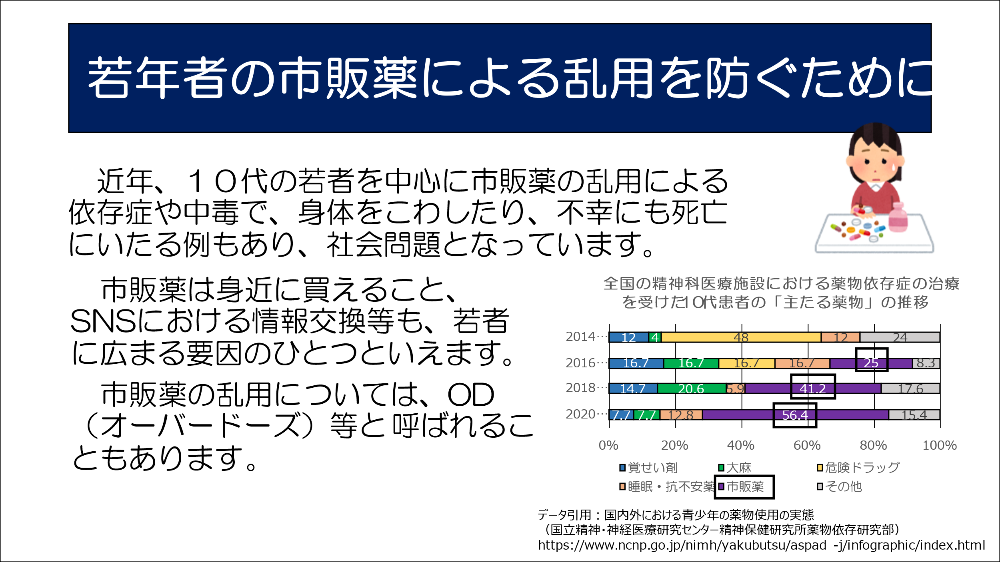 若年者の市販薬による乱用を防ぐために
近年、１０代の若者を中心に市販薬の乱用による
依存症や中毒で、身体をこわしたり、不幸にも死亡
にいたる例もあり、社会問題となっています。
市販薬は身近に買えること、
SNSにおける情報交換等も、若者
に広まる要因のひとつといえます。
市販薬の乱用については、OD
（オーバードーズ）等と呼ばれるこ
ともあります。
全国の精神科医療施設における薬物依存症の治療
を受けた10代患者の「主たる薬物」の推移
2014… 12 4 48 12 24
2016… 16.7 16.7 16.7 16.7 25 8.3
2018… 14.7 20.6 5.9 41.2 17.6
2020… 7.7 7.7 12.8 56.4 15.4
0% 20% 40% 60% 80% 100%
覚せい剤 大麻 危険ドラッグ
睡眠・抗不安薬 市販薬 その他
データ引用：国内外における青少年の薬物使用の実態
（国立精神・神経医療研究センター精神保健研究所薬物依存研究部）
https://www.ncnp.go.jp/nimh/yakubutsu/aspad -j/infographic/index.html